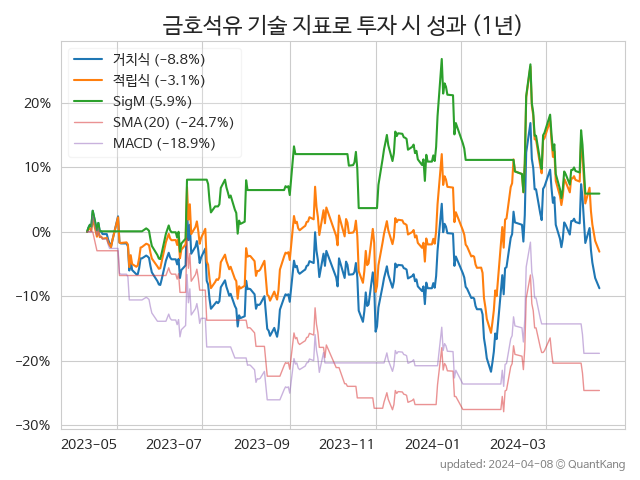 금호석유 기술 지표로 투자 시 성과 (1년)
거치식 (−8.8%)
적립식 (−3.1%)
SigM (5.9%)
SMA(20) (−24.7%)
MACD (−18.9%)
20%
10%
0%
−10%
−20%
−30%
2023-05 2023-07 2023-09 2023-11 2024-01 2024-03
updated: 2024-04-08 © QuantKang